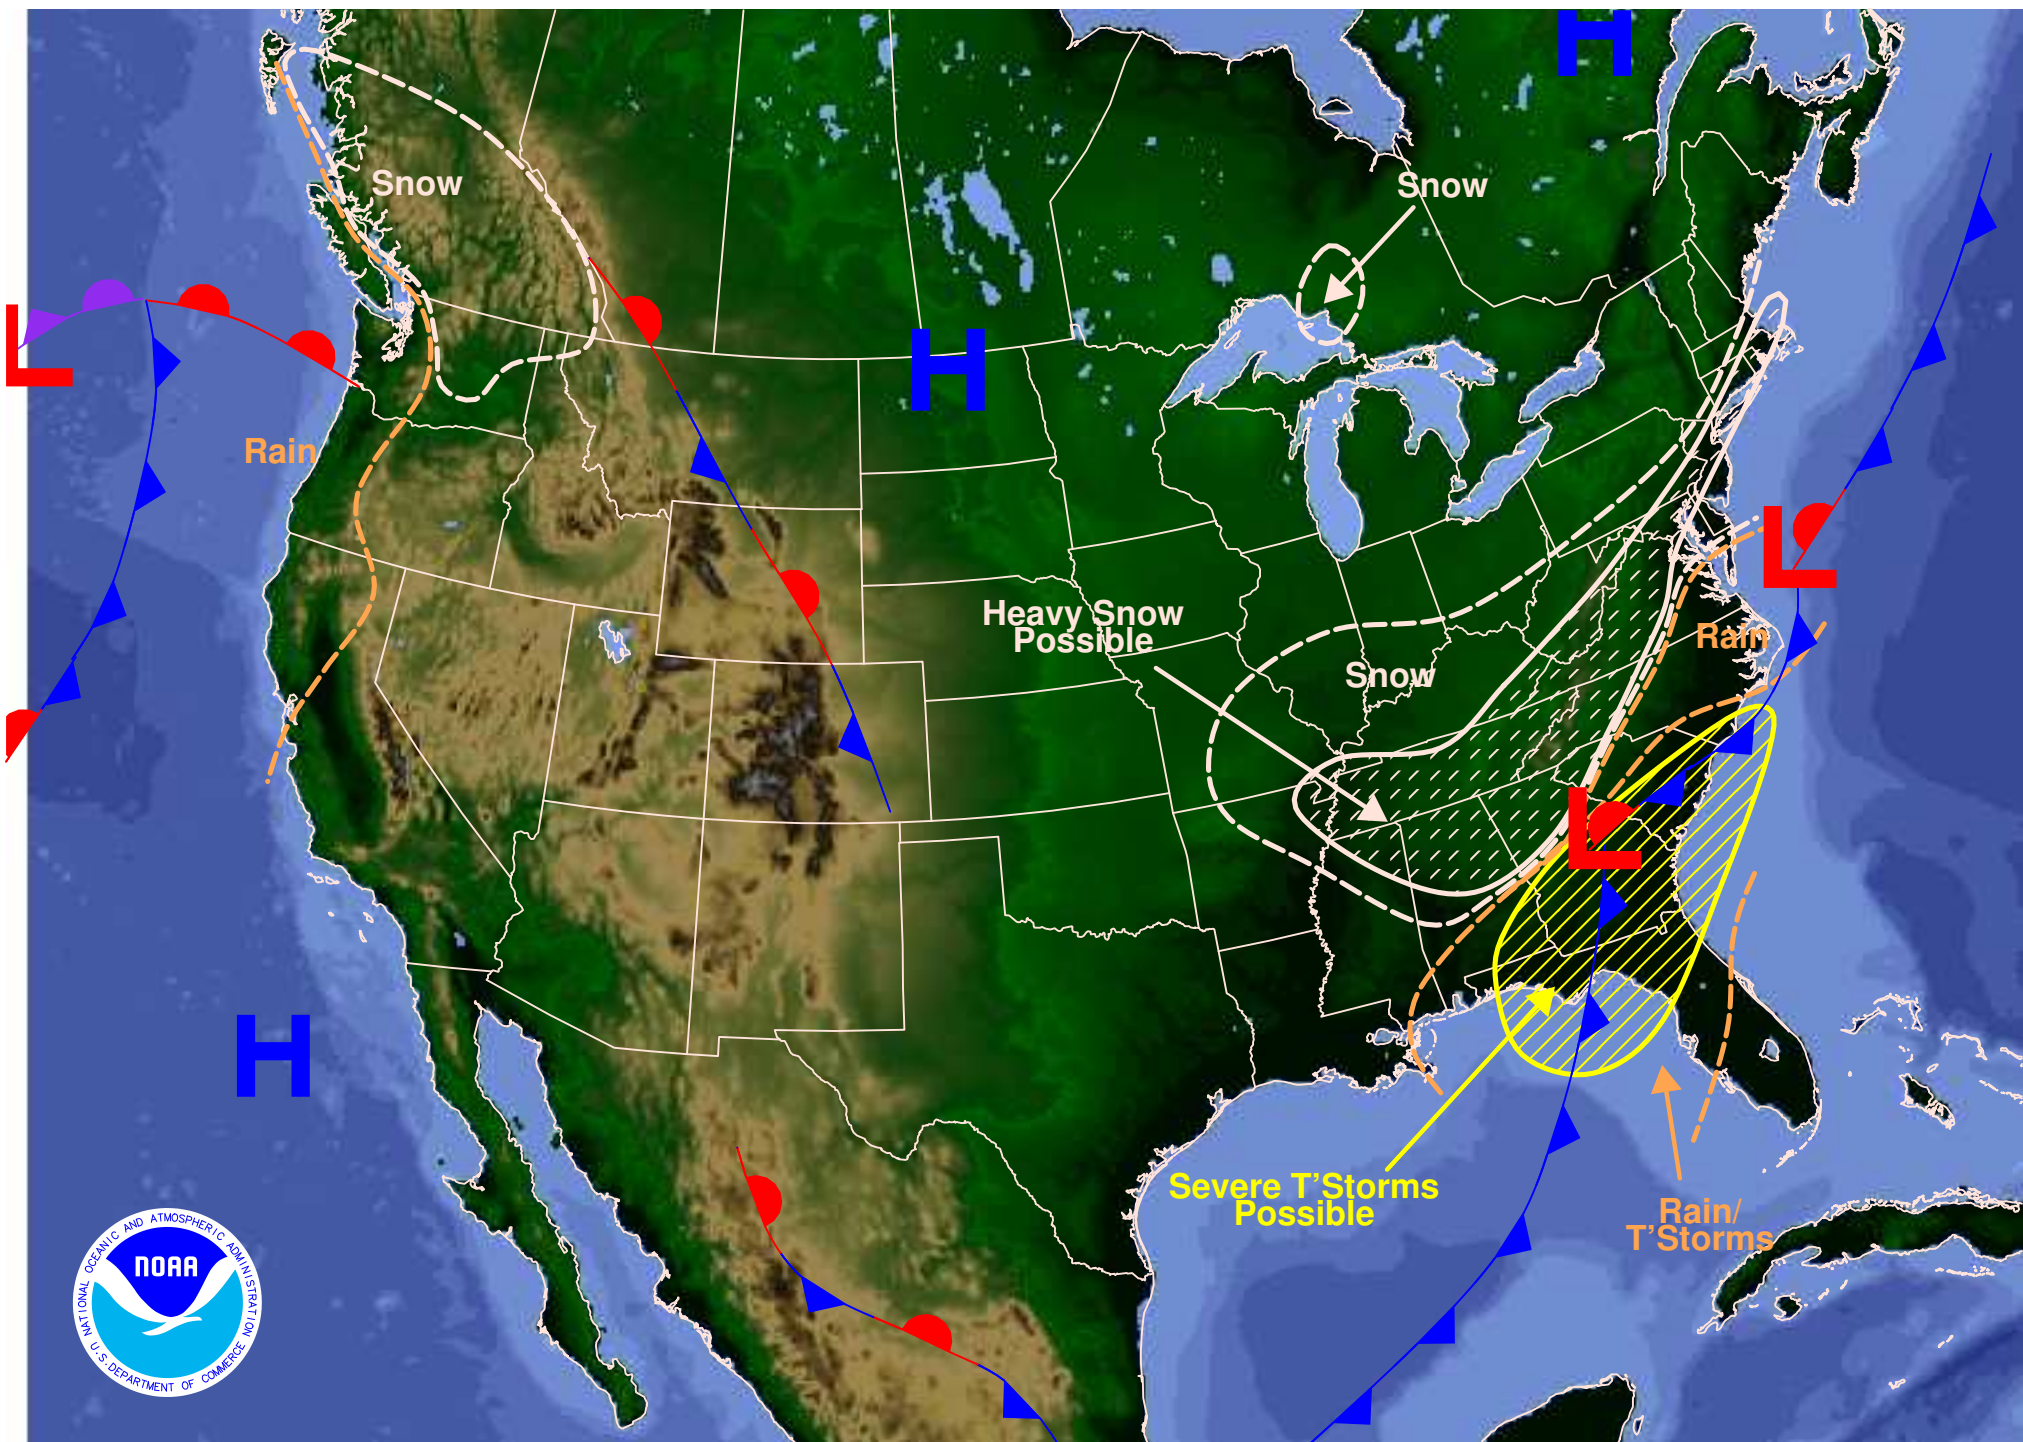 H
Snow
Snow
L
H
Rain
L
Heavy Snow
Possible
Rain
Snow
L
H
Severe T'Storms
Possible
Rain/
T'Storms
NATIONAL OCEANIC AND ATMOSPHERIC ADMINISTRATION
NOAA
U.S. DEPARTMENT OF COMMERCE